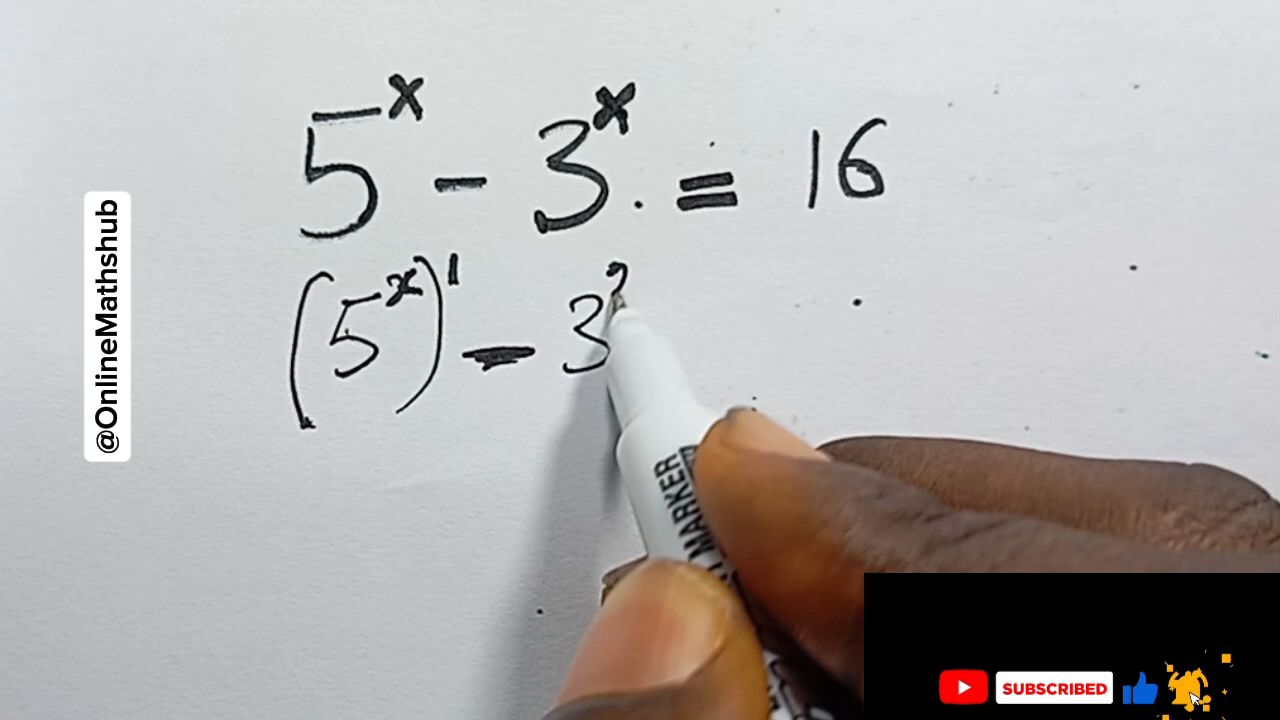 5^x - 3^x = 16
(5^x)^1 - 3
@OnlineMathshub
MARKER
SUBSCRIBED